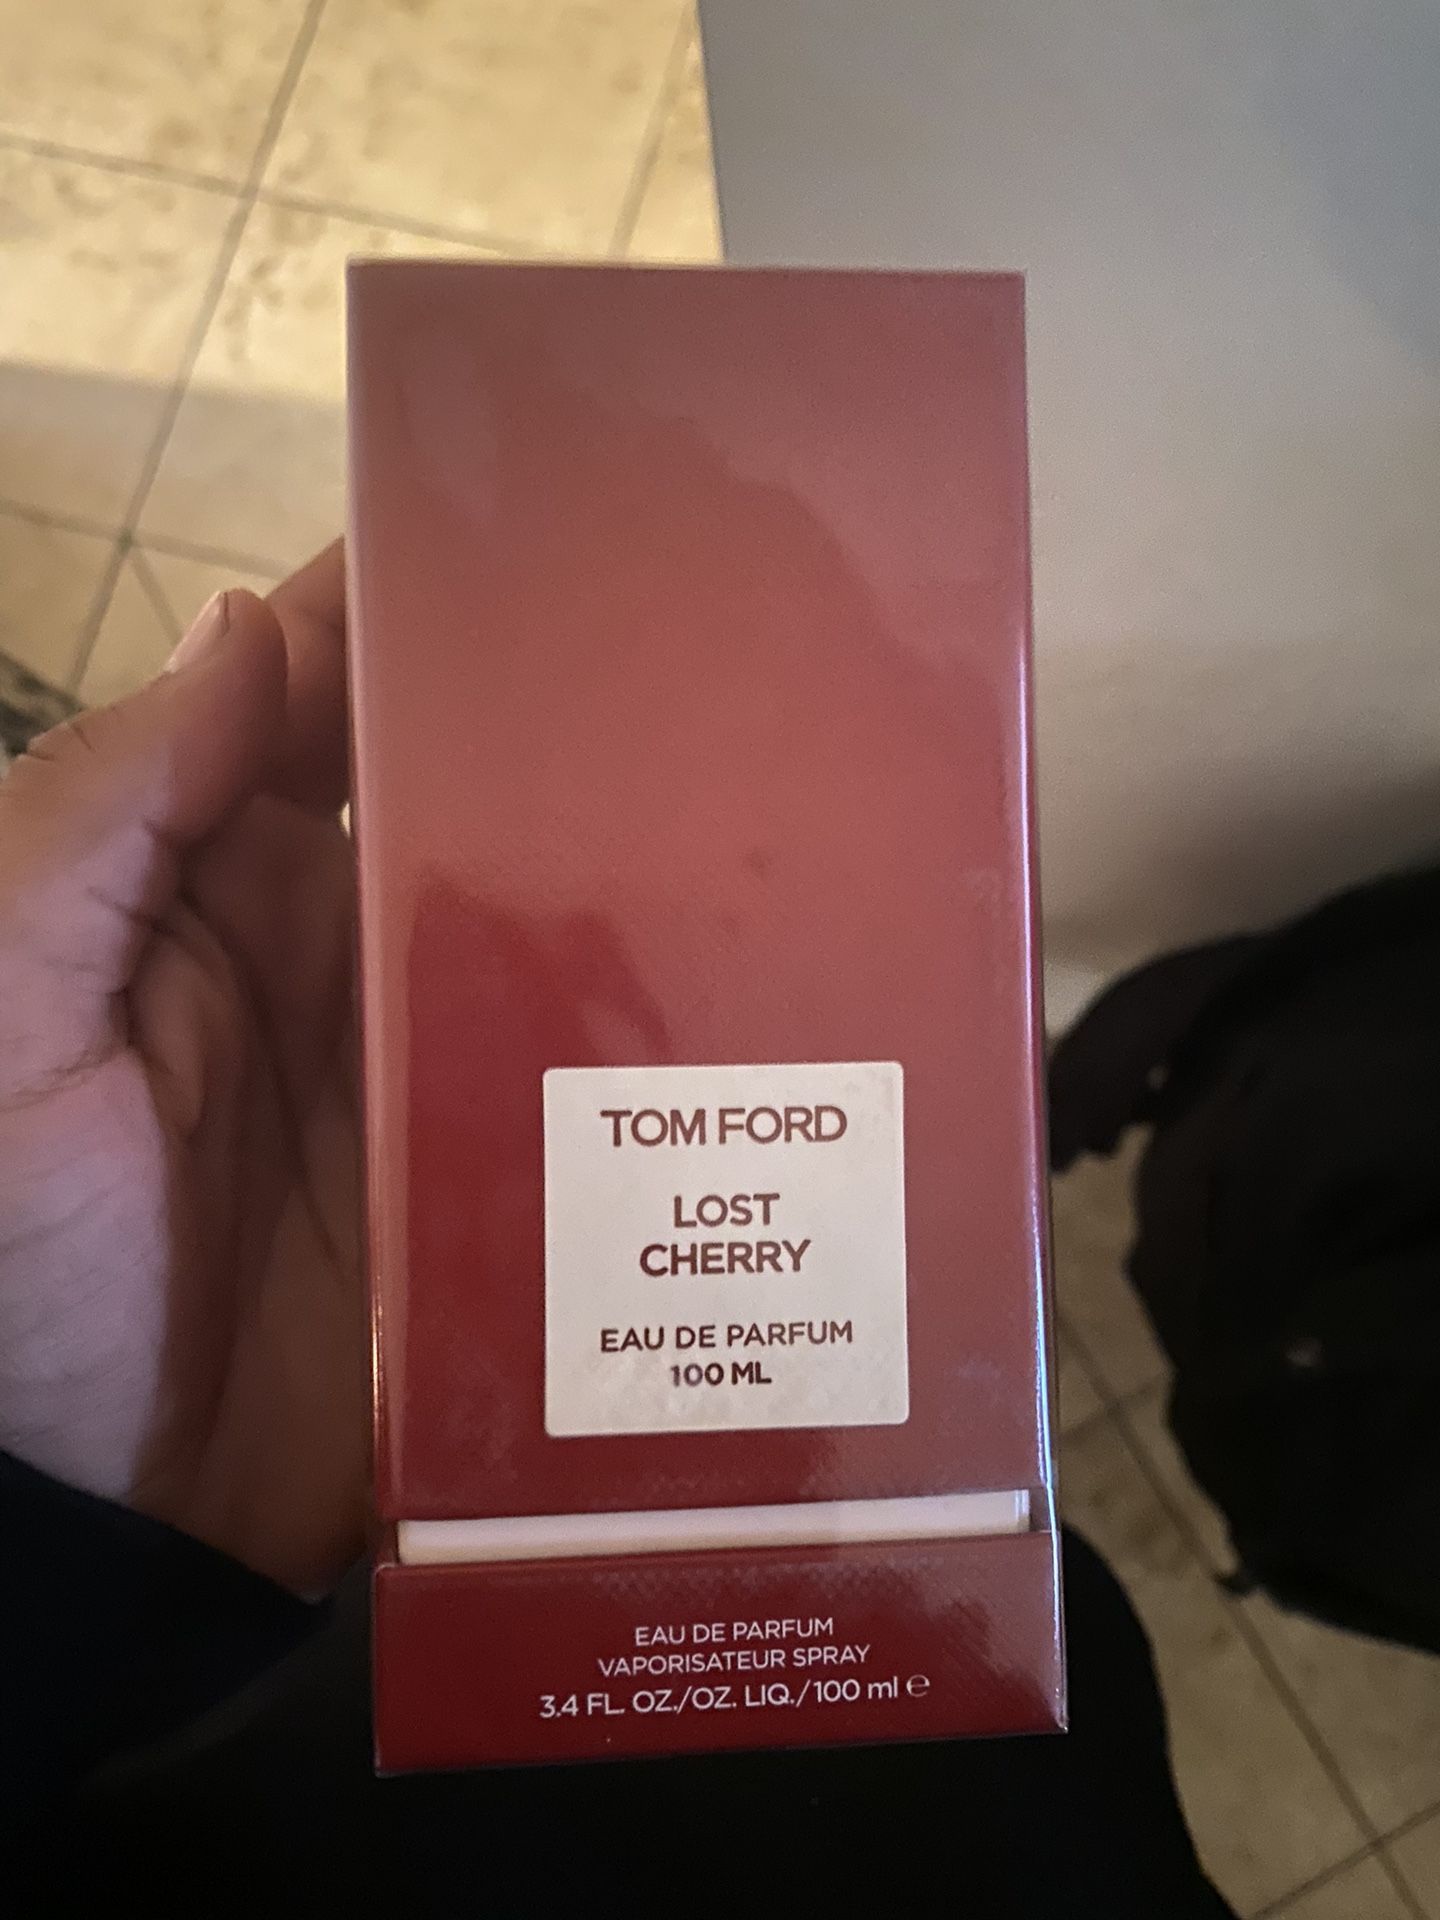 TOM FORD
LOST
CHERRY
EAU DE PARFUM
100 ML
EAU DE PARFUM
VAPORISATEUR SPRAY
3.4 FL. OZ./OZ. LIQ./100 ml ℮